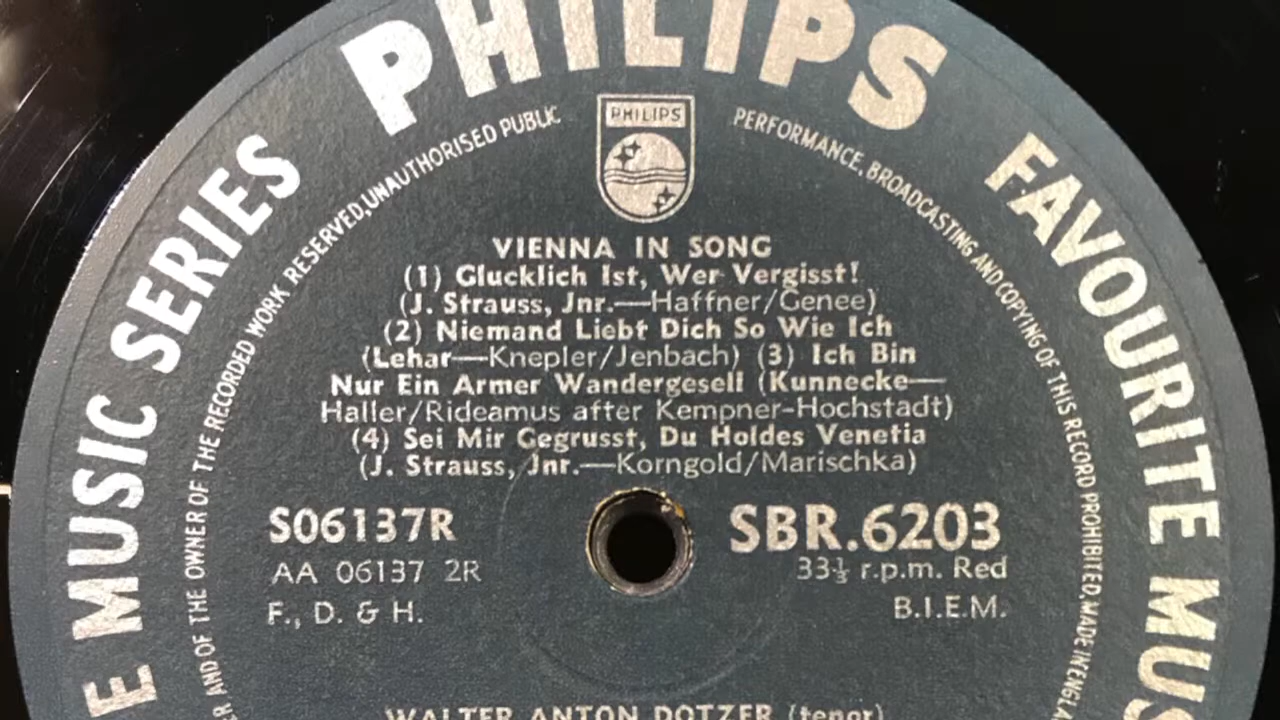 PHILIPS
FAVOURITE MUS
E MUSIC SERIES
AND OF THE OWNER OF THE RECORDED WORK RESERVED, UNAUTHORISED PUBLIC
PERFORMANCE, BROADCASTING AND COPYING OF THIS RECORD PROHIBITED, MADE IN ENGLA
PHILIPS
VIENNA IN SONG
(1) Glucklich Ist, Wer Vergisst!
(J. Strauss, Jnr.—Haffner/Genee)
(2) Niemand Liebt Dich So Wie Ich
(Lehar—Knepler/Jenbach) (3) Ich Bin
Nur Ein Armer Wandergesell (Kunnecke—
Haller/Rideamus after Kempner-Hochstadt)
(4) Sei Mir Gegrusst, Du Holdes Venetia
(J. Strauss, Jnr.—Korngold/Marischka)
S06137R
SBR.6203
AA 06137 2R
33⅓ r.p.m. Red
F., D. & H.
B.I.E.M.
WALTER ANTON DOTZER (tenor)